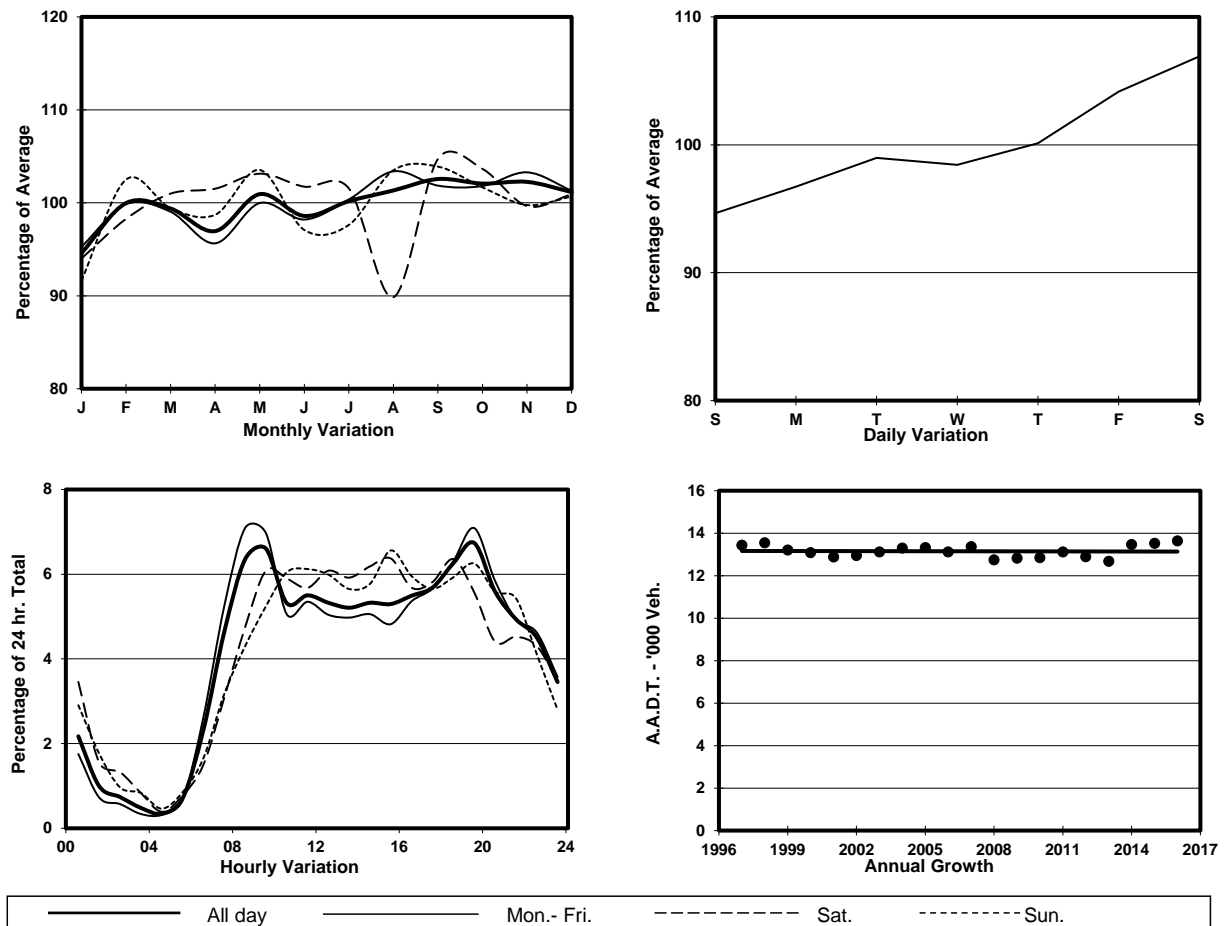 120
110
100
90
80
Percentage of Average
J F M A M J J A S O N D
Monthly Variation
110
100
90
80
Percentage of Average
S M T W T F S
Daily Variation
8
6
4
2
0
Percentage of 24 hr. Total
00 04 08 12 16 20 24
Hourly Variation
16
14
12
10
8
6
4
2
0
A.A.D.T. - '000 Veh.
1996 1999 2002 2005 2008 2011 2014 2017
Annual Growth
All day Mon.- Fri. Sat. Sun.